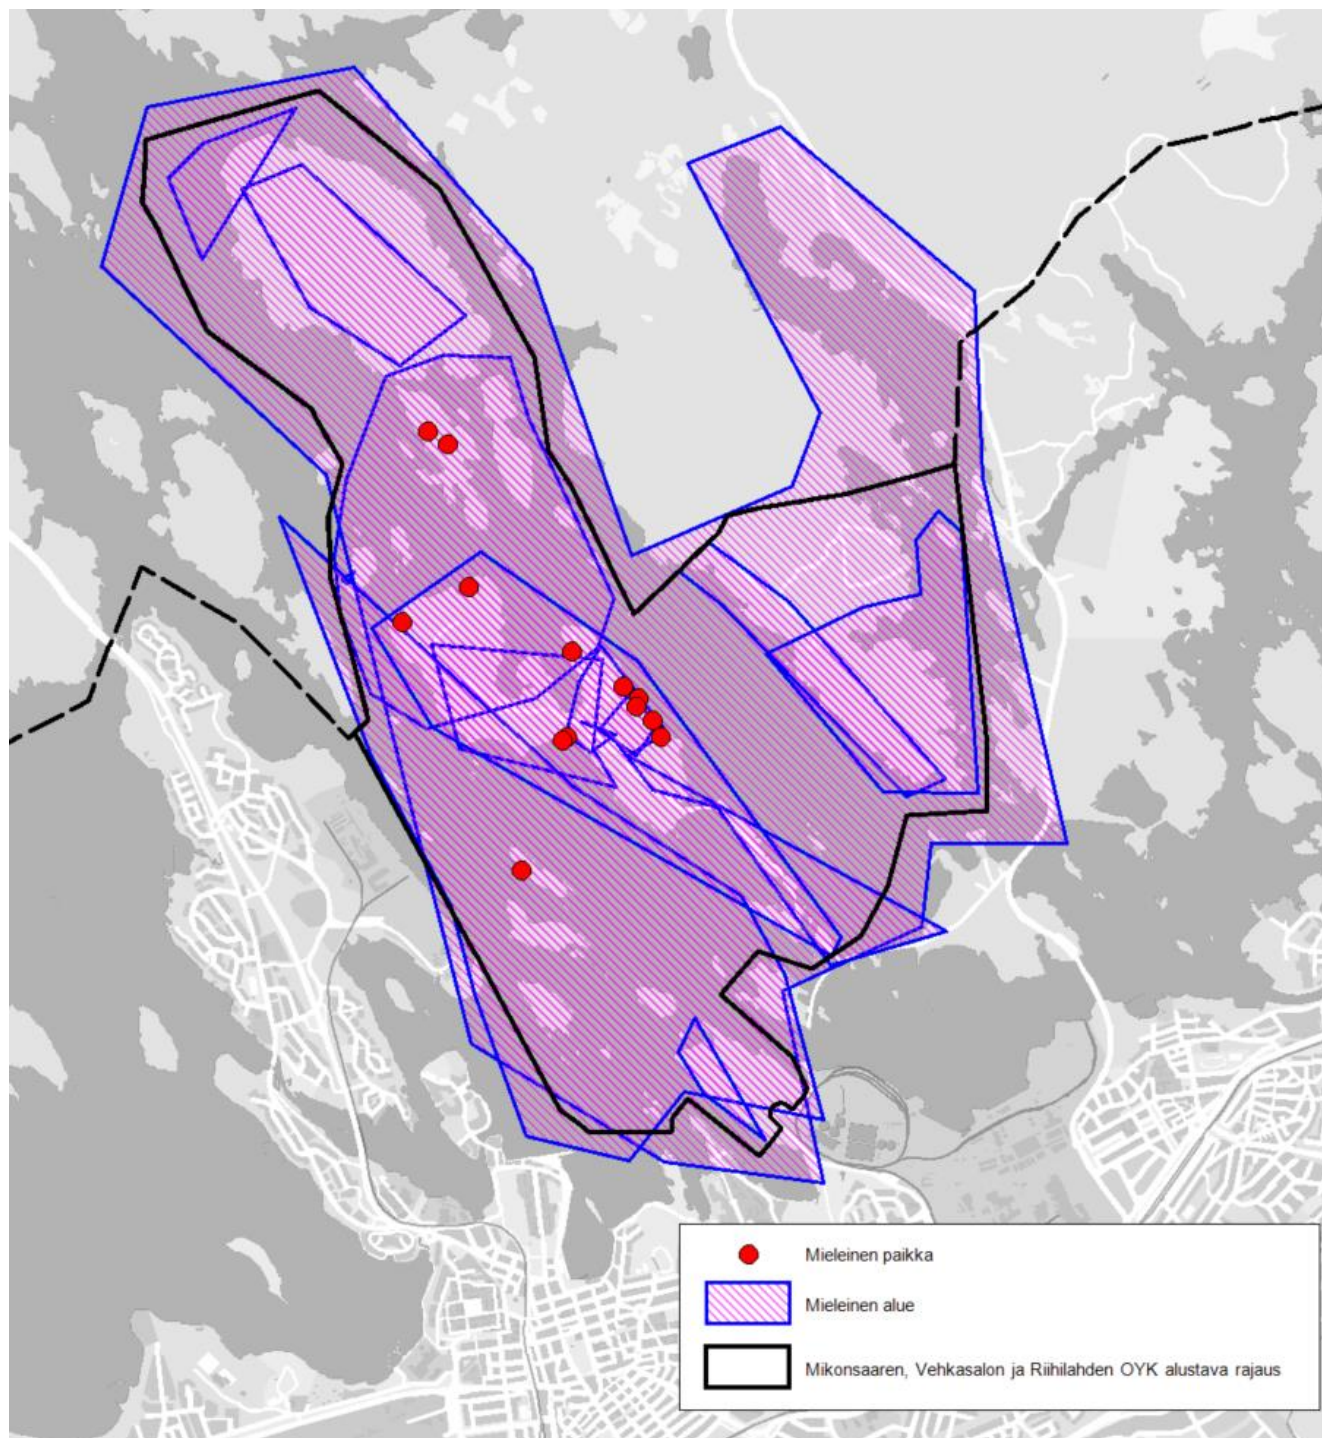 Mieleinen paikka
Mieleinen alue
Mikonsaaren, Vehkasalon ja Riihilahden OYK alustava rajaus